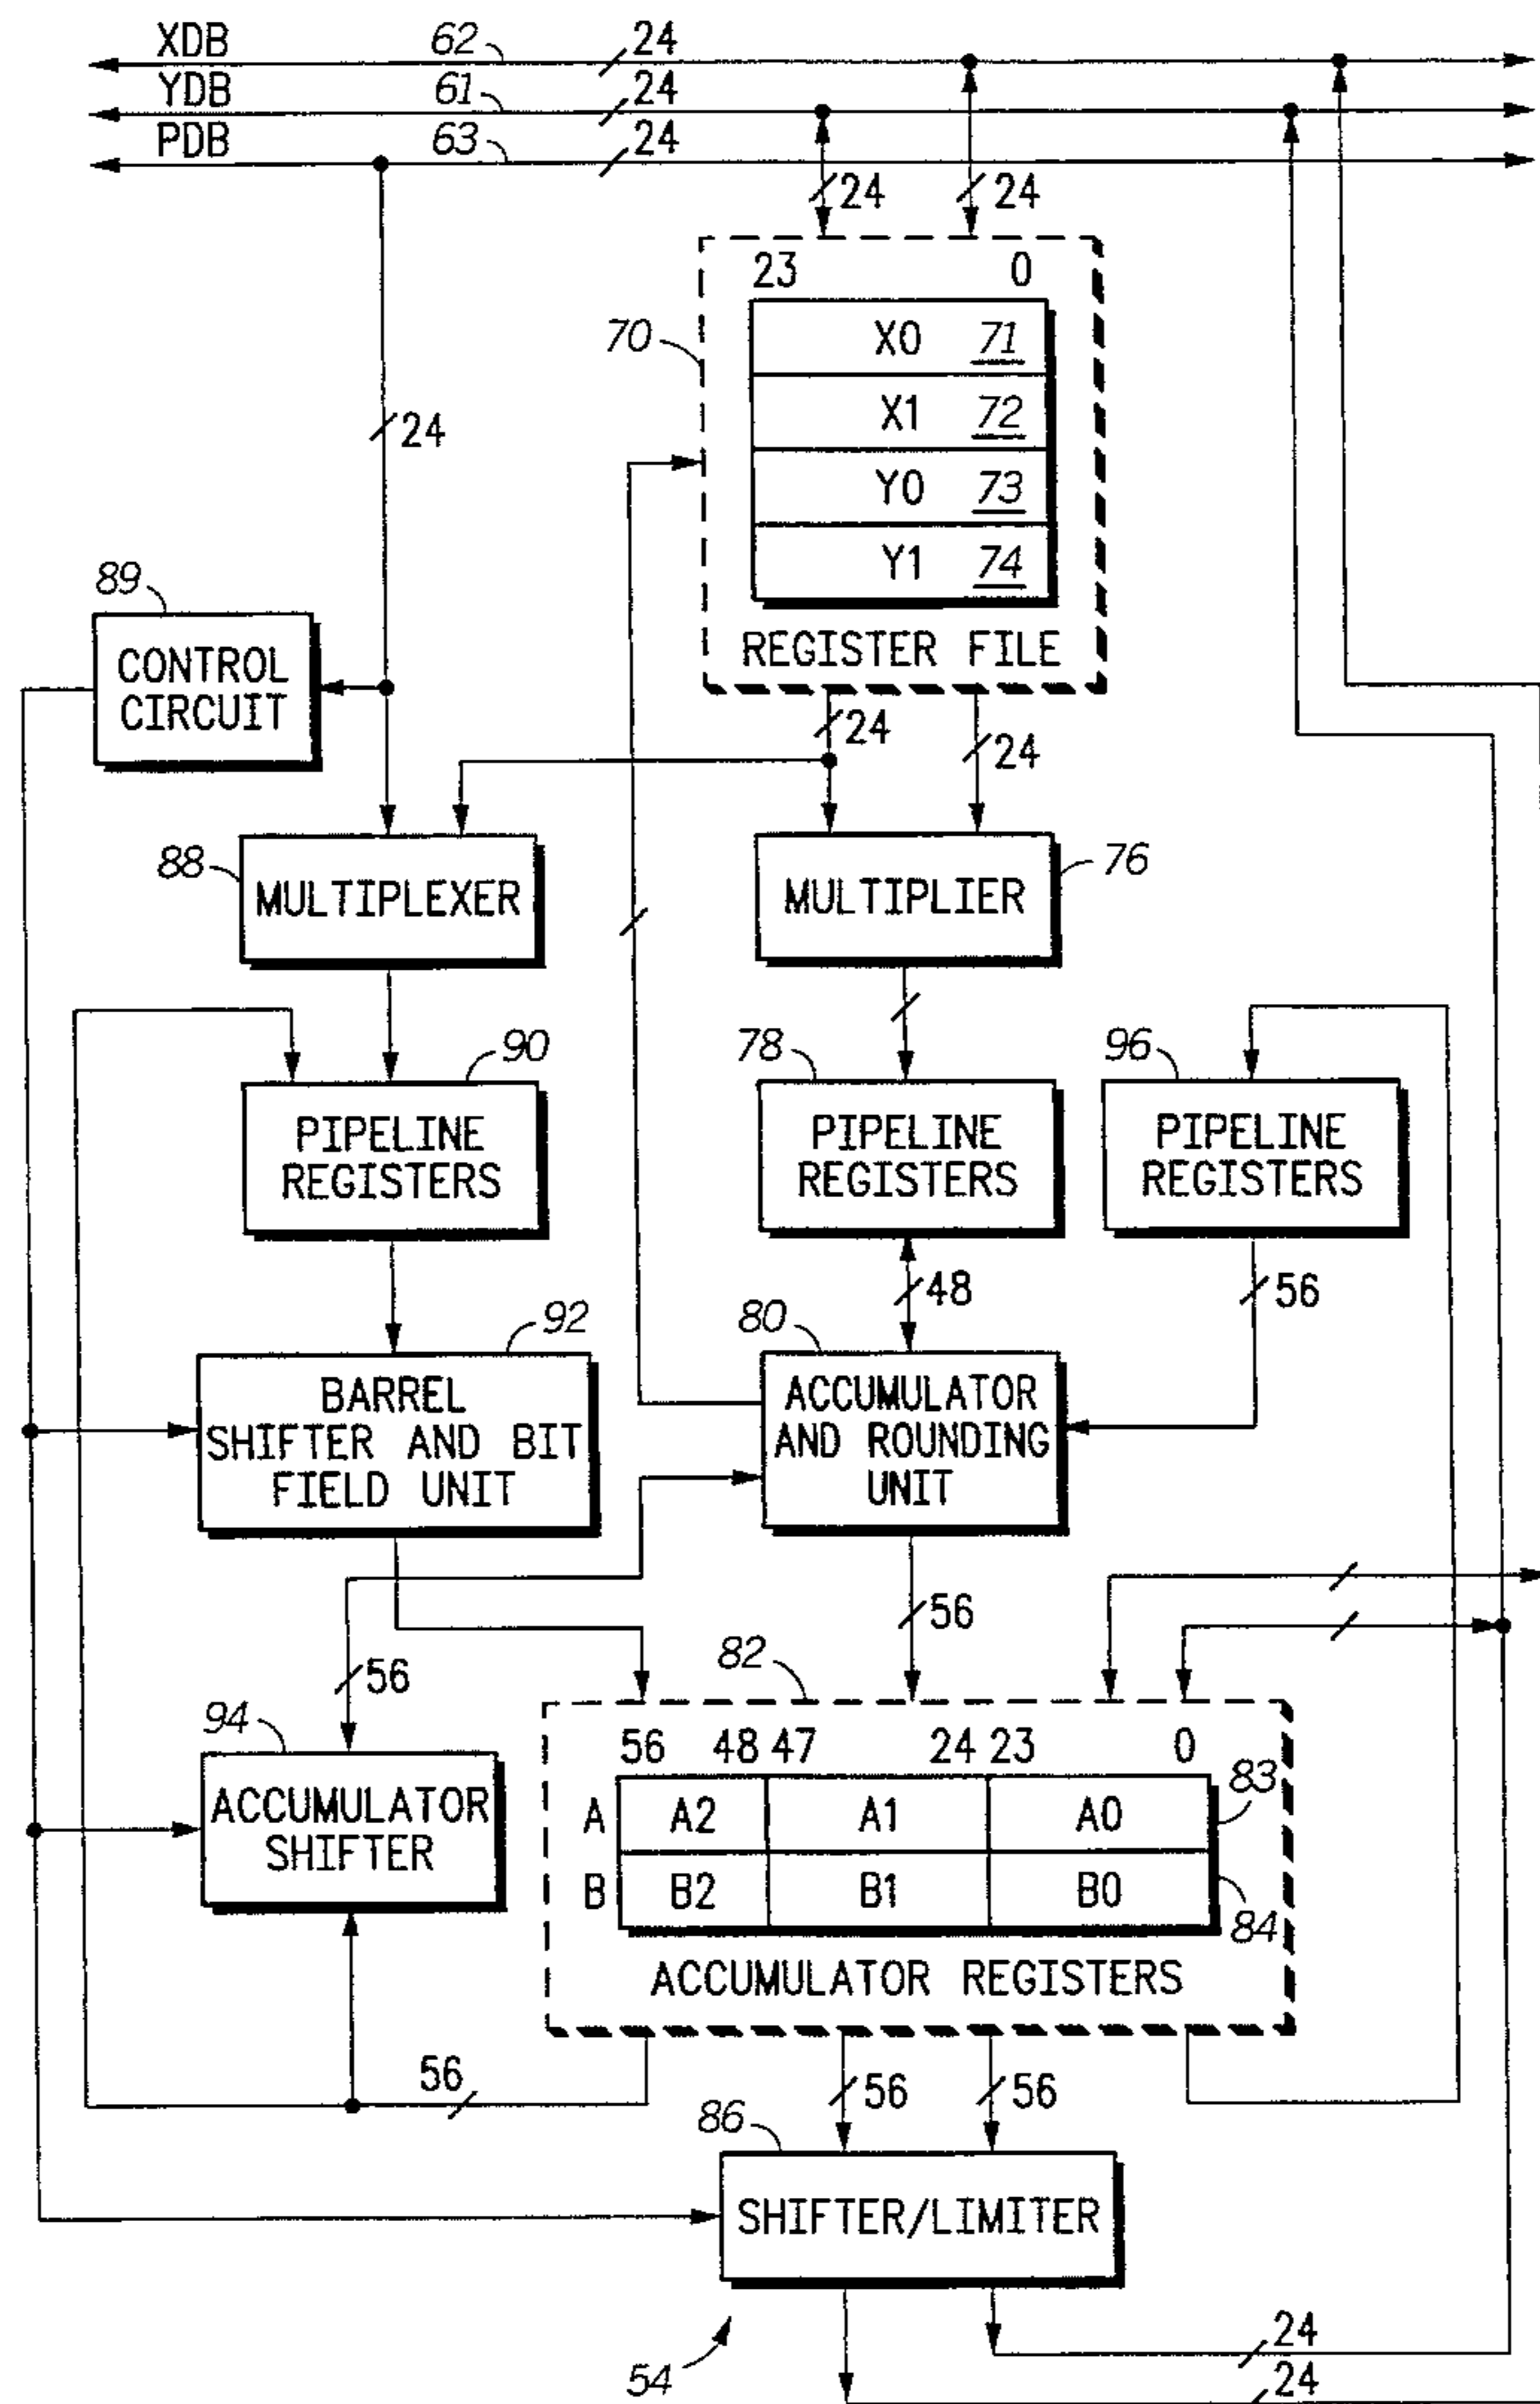 XDB 62 24
YDB 61 24
PDB 63 24
24 24
23 0
70 X0 71
X1 72
24
Y0 73
Y1 74
89
REGISTER FILE
CONTROL
CIRCUIT
24 24
88 MULTIPLEXER
MULTIPLIER 76
90 78 96
PIPELINE
REGISTERS
PIPELINE
REGISTERS
PIPELINE
REGISTERS
48 56
92 80
BARREL
SHIFTER AND BIT
FIELD UNIT
ACCUMULATOR
AND ROUNDING
UNIT
56
82
56
94
56 48 47 24 23 0
83
ACCUMULATOR
SHIFTER
A A2 A1 A0
B B2 B1 B0
84
ACCUMULATOR REGISTERS
56 56 56
86
SHIFTER/LIMITER
54
24
24